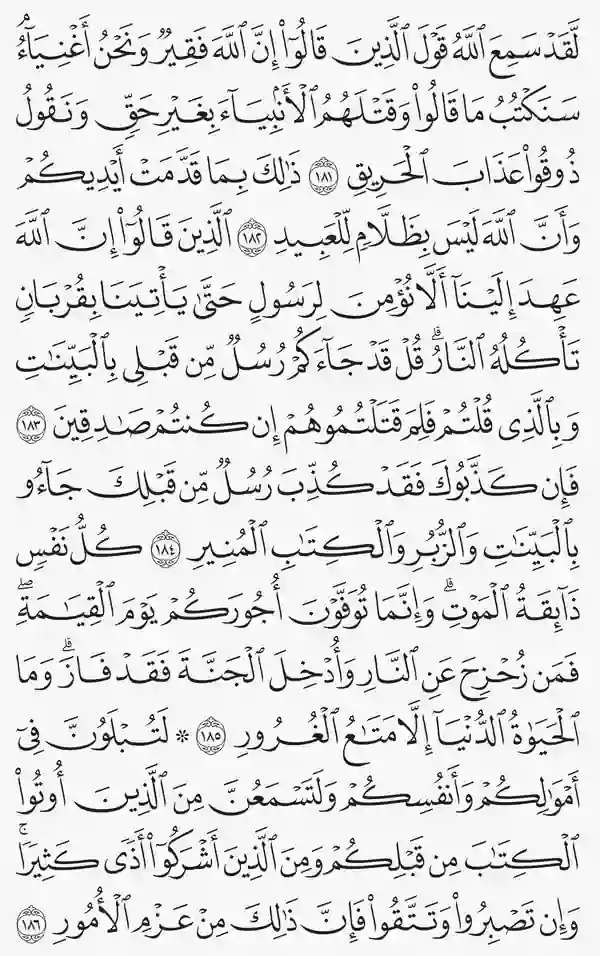 لَّقَدْ سَمِعَ ٱللَّهُ قَوْلَ ٱلَّذِينَ قَالُوٓا۟ إِنَّ ٱللَّهَ فَقِيرٌ وَنَحْنُ أَغْنِيَآءُ ۘ
سَنَكْتُبُ مَا قَالُوا۟ وَقَتْلَهُمُ ٱلْأَنۢبِيَآءَ بِغَيْرِ حَقٍّ وَنَقُولُ
ذُوقُوا۟ عَذَابَ ٱلْحَرِيقِ ١٨١ ذَٰلِكَ بِمَا قَدَّمَتْ أَيْدِيكُمْ
وَأَنَّ ٱللَّهَ لَيْسَ بِظَلَّامٍ لِّلْعَبِيدِ ١٨٢ ٱلَّذِينَ قَالُوٓا۟ إِنَّ ٱللَّهَ
عَهِدَ إِلَيْنَآ أَلَّا نُؤْمِنَ لِرَسُولٍ حَتَّىٰ يَأْتِيَنَا بِقُرْبَانٍ
تَأْكُلُهُ ٱلنَّارُ ۗ قُلْ قَدْ جَآءَكُمْ رُسُلٌ مِّن قَبْلِى بِٱلْبَيِّنَٰتِ
وَبِٱلَّذِى قُلْتُمْ فَلِمَ قَتَلْتُمُوهُمْ إِن كُنتُمْ صَٰدِقِينَ ١٨٣
فَإِن كَذَّبُوكَ فَقَدْ كُذِّبَ رُسُلٌ مِّن قَبْلِكَ جَآءُو
بِٱلْبَيِّنَٰتِ وَٱلزُّبُرِ وَٱلْكِتَٰبِ ٱلْمُنِيرِ ١٨٤ كُلُّ نَفْسٍ
ذَآئِقَةُ ٱلْمَوْتِ ۗ وَإِنَّمَا تُوَفَّوْنَ أُجُورَكُمْ يَوْمَ ٱلْقِيَٰمَةِ ۖ
فَمَن زُحْزِحَ عَنِ ٱلنَّارِ وَأُدْخِلَ ٱلْجَنَّةَ فَقَدْ فَازَ ۗ وَمَا
ٱلْحَيَوٰةُ ٱلدُّنْيَآ إِلَّا مَتَٰعُ ٱلْغُرُورِ ١٨٥ ۞ لَتُبْلَوُنَّ فِىٓ
أَمْوَٰلِكُمْ وَأَنفُسِكُمْ وَلَتَسْمَعُنَّ مِنَ ٱلَّذِينَ أُوتُوا۟
ٱلْكِتَٰبَ مِن قَبْلِكُمْ وَمِنَ ٱلَّذِينَ أَشْرَكُوٓا۟ أَذًى كَثِيرًا ۚ
وَإِن تَصْبِرُوا۟ وَتَتَّقُوا۟ فَإِنَّ ذَٰلِكَ مِنْ عَزْمِ ٱلْأُمُورِ ١٨٦